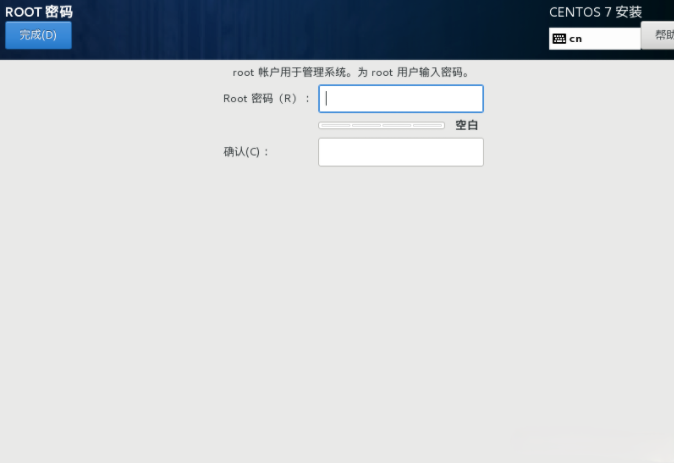 ROOT 密码
CENTOS 7 安装
完成(D)
cn
帮助
root 帐户用于管理系统。为 root 用户输入密码。
Root 密码（R）：
空白
确认(C)：